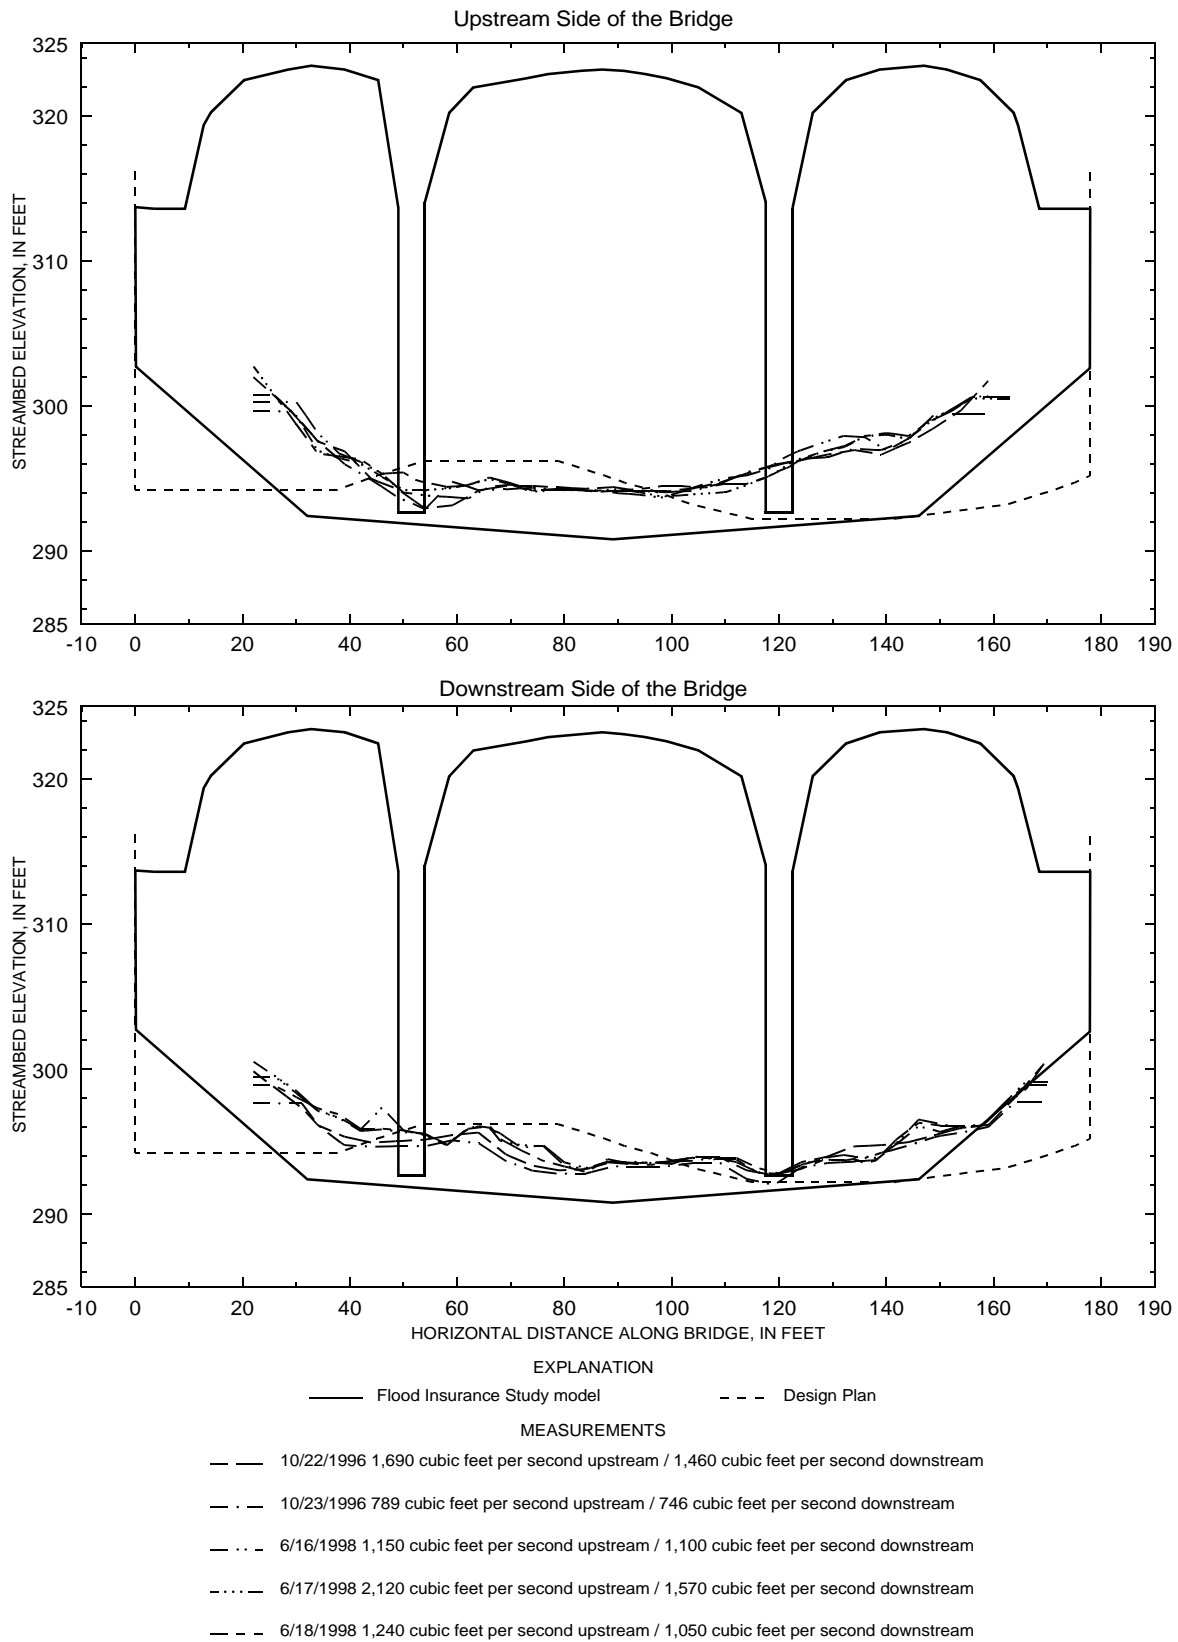 Upstream Side of the Bridge
325
320
310
300
290
285
STREAMBED ELEVATION, IN FEET
-10 0 20 40 60 80 100 120 140 160 180 190
Downstream Side of the Bridge
325
320
310
300
290
285
STREAMBED ELEVATION, IN FEET
-10 0 20 40 60 80 100 120 140 160 180 190
HORIZONTAL DISTANCE ALONG BRIDGE, IN FEET
EXPLANATION
Flood Insurance Study model Design Plan
MEASUREMENTS
10/22/1996 1,690 cubic feet per second upstream / 1,460 cubic feet per second downstream
10/23/1996 789 cubic feet per second upstream / 746 cubic feet per second downstream
6/16/1998 1,150 cubic feet per second upstream / 1,100 cubic feet per second downstream
6/17/1998 2,120 cubic feet per second upstream / 1,570 cubic feet per second downstream
6/18/1998 1,240 cubic feet per second upstream / 1,050 cubic feet per second downstream